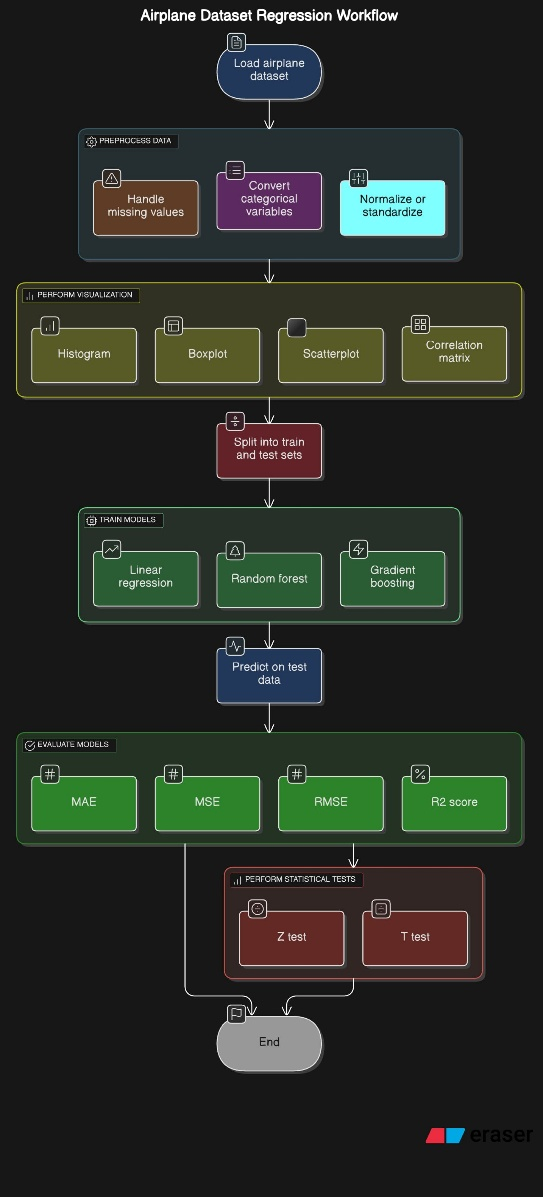 Airplane Dataset Regression Workflow
Load airplane
dataset
PREPROCESS DATA
Handle
missing values
Convert
categorical
variables
Normalize or
standardize
PERFORM VISUALIZATION
Histogram
Boxplot
Scatterplot
Correlation
matrix
Split into train
and test sets
TRAIN MODELS
Linear
regression
Random forest
Gradient
boosting
Predict on test
data
EVALUATE MODELS
MAE
MSE
RMSE
R2 score
PERFORM STATISTICAL TESTS
Z test
T test
End
eraser